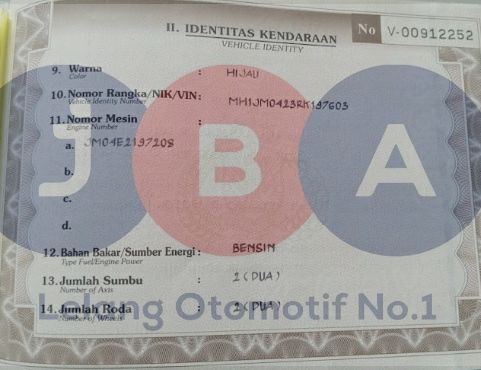 II. IDENTITAS KENDARAAN
VEHICLE IDENTITY
No V-00912252
9. Warna : HIJAU
Color
10. Nomor Rangka/NIK/VIN: MH1JM0423RK197603
Vehicle Identity Number
11. Nomor Mesin :
Engine Number
a. JM04E2197208
b.
c.
d.
J B A
12. Bahan Bakar/Sumber Energi : BENSIN
Type Fuel/Engine Power
13. Jumlah Sumbu : 2 (DUA)
Number of Axis
14. Jumlah Roda : 2 (DUA)
Number of Wheels
Lelang Otomotif No.1